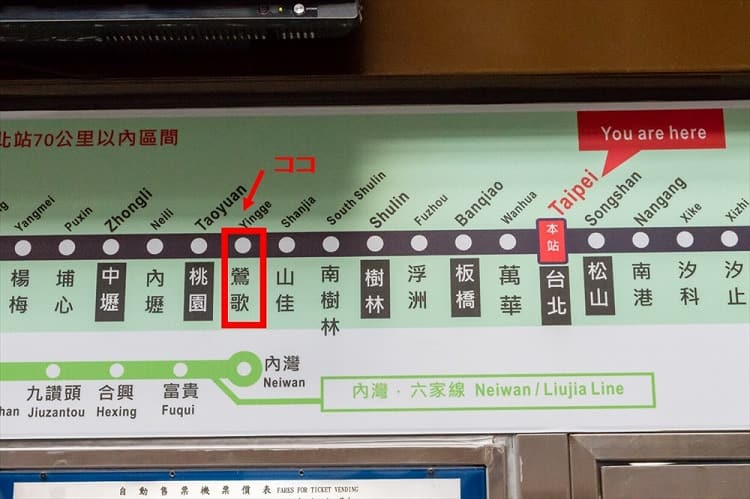 北站70公里以內區間
You are here
ココ
Yangmei Puxin Zhongli Neili Taoyuan Yingge Shanjia South Shulin Shulin Fuzhou Banqiao Wanhua Taipei Songshan Nangang Xike Xizhi
本站
楊梅 埔心 中壢 內壢 桃園 鶯歌 山佳 南樹林 樹林 浮洲 板橋 萬華 台北 松山 南港 汐科 汐止
內灣
Neiwan
九讚頭 合興 富貴
Jiuzantou Hexing Fuqui
內灣．六家線 Neiwan / Liujia Line
自動售票機票價表 FARES FOR TICKET VENDING